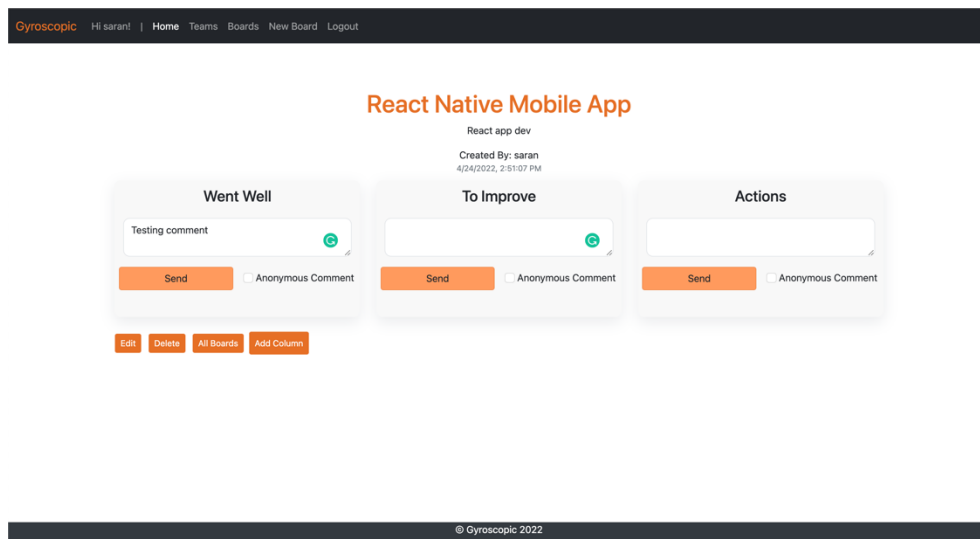 Gyroscopic Hi saran! | Home Teams Boards New Board Logout
React Native Mobile App
React app dev
Created By: saran
4/24/2022, 2:51:07 PM
Went Well To Improve Actions
Testing comment
Send Anonymous Comment Send Anonymous Comment Send Anonymous Comment
Edit Delete All Boards Add Column
© Gyroscopic 2022